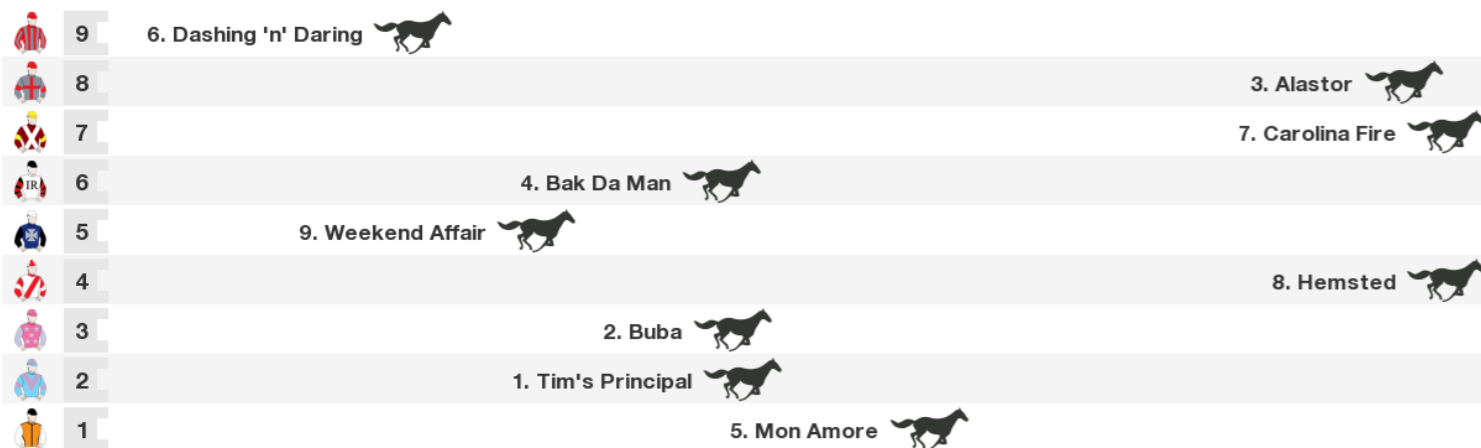 9 6. Dashing 'n' Daring
8 3. Alastor
7 7. Carolina Fire
IR 6 4. Bak Da Man
5 9. Weekend Affair
4 8. Hemsted
3 2. Buba
2 1. Tim's Principal
1 5. Mon Amore